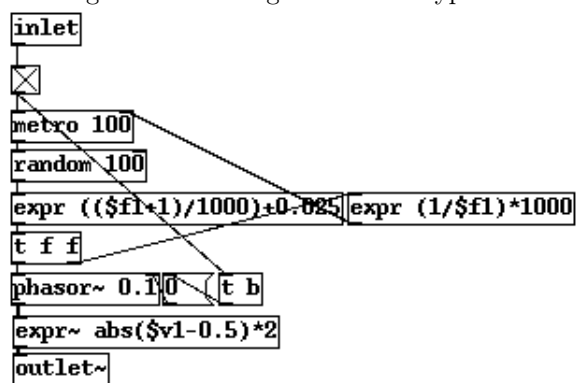 inlet
metro 100
random 100
expr (($f1+1)/1000)+0.025 expr (1/$f1)*1000
t f f
phasor~ 0.1 0 t b
expr~ abs($v1-0.5)*2
outlet~